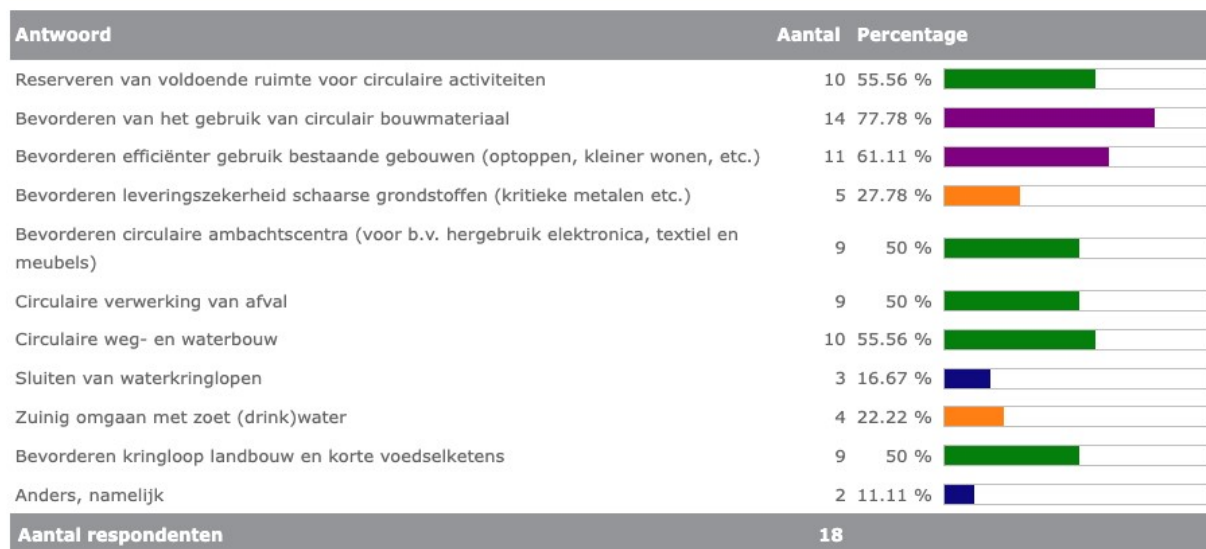 Antwoord Aantal Percentage
Reserveren van voldoende ruimte voor circulaire activiteiten 10 55.56 %
Bevorderen van het gebruik van circulair bouwmateriaal 14 77.78 %
Bevorderen efficiënter gebruik bestaande gebouwen (optoppen, kleiner wonen, etc.) 11 61.11 %
Bevorderen leveringszekerheid schaarse grondstoffen (kritieke metalen etc.) 5 27.78 %
Bevorderen circulaire ambachtscentra (voor b.v. hergebruik elektronica, textiel en
meubels) 9 50 %
Circulaire verwerking van afval 9 50 %
Circulaire weg- en waterbouw 10 55.56 %
Sluiten van waterkringlopen 3 16.67 %
Zuinig omgaan met zoet (drink)water 4 22.22 %
Bevorderen kringloop landbouw en korte voedselketens 9 50 %
Anders, namelijk 2 11.11 %
Aantal respondenten 18